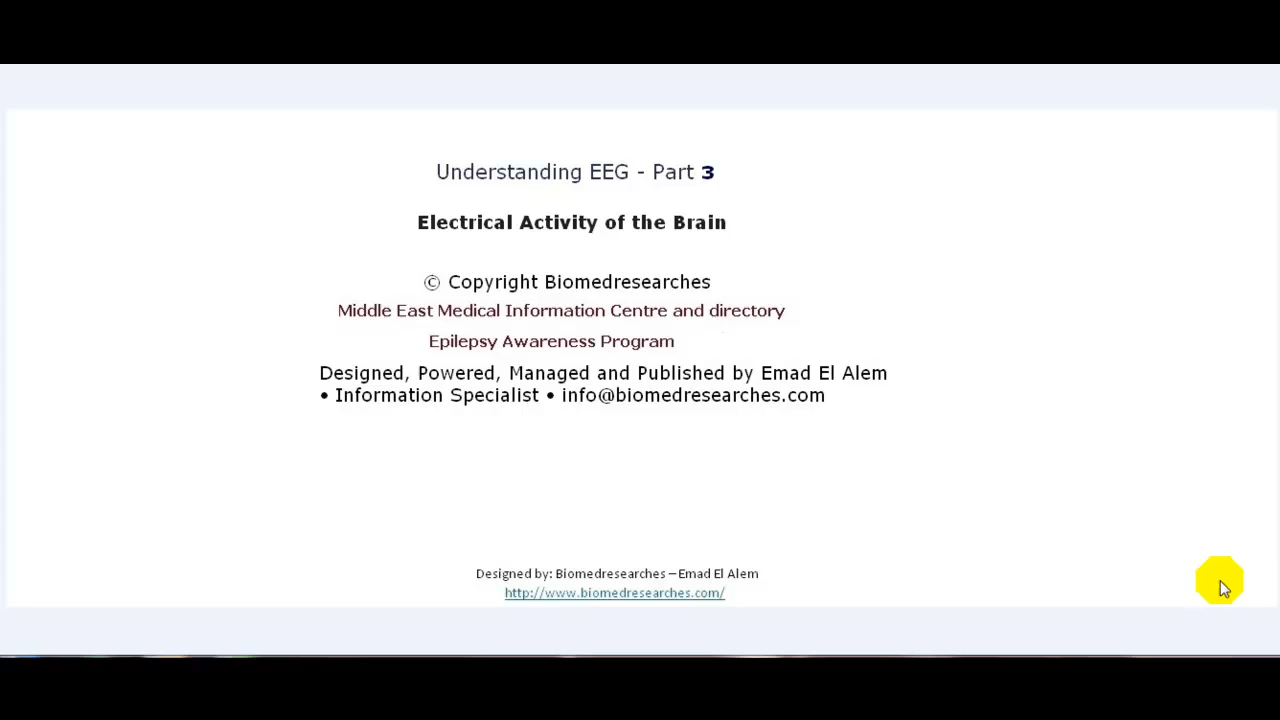 Understanding EEG - Part 3
Electrical Activity of the Brain
© Copyright Biomedresearches
Middle East Medical Information Centre and directory
Epilepsy Awareness Program
Designed, Powered, Managed and Published by Emad El Alem
• Information Specialist • info@biomedresearches.com
Designed by: Biomedresearches – Emad El Alem
http://www.biomedresearches.com/